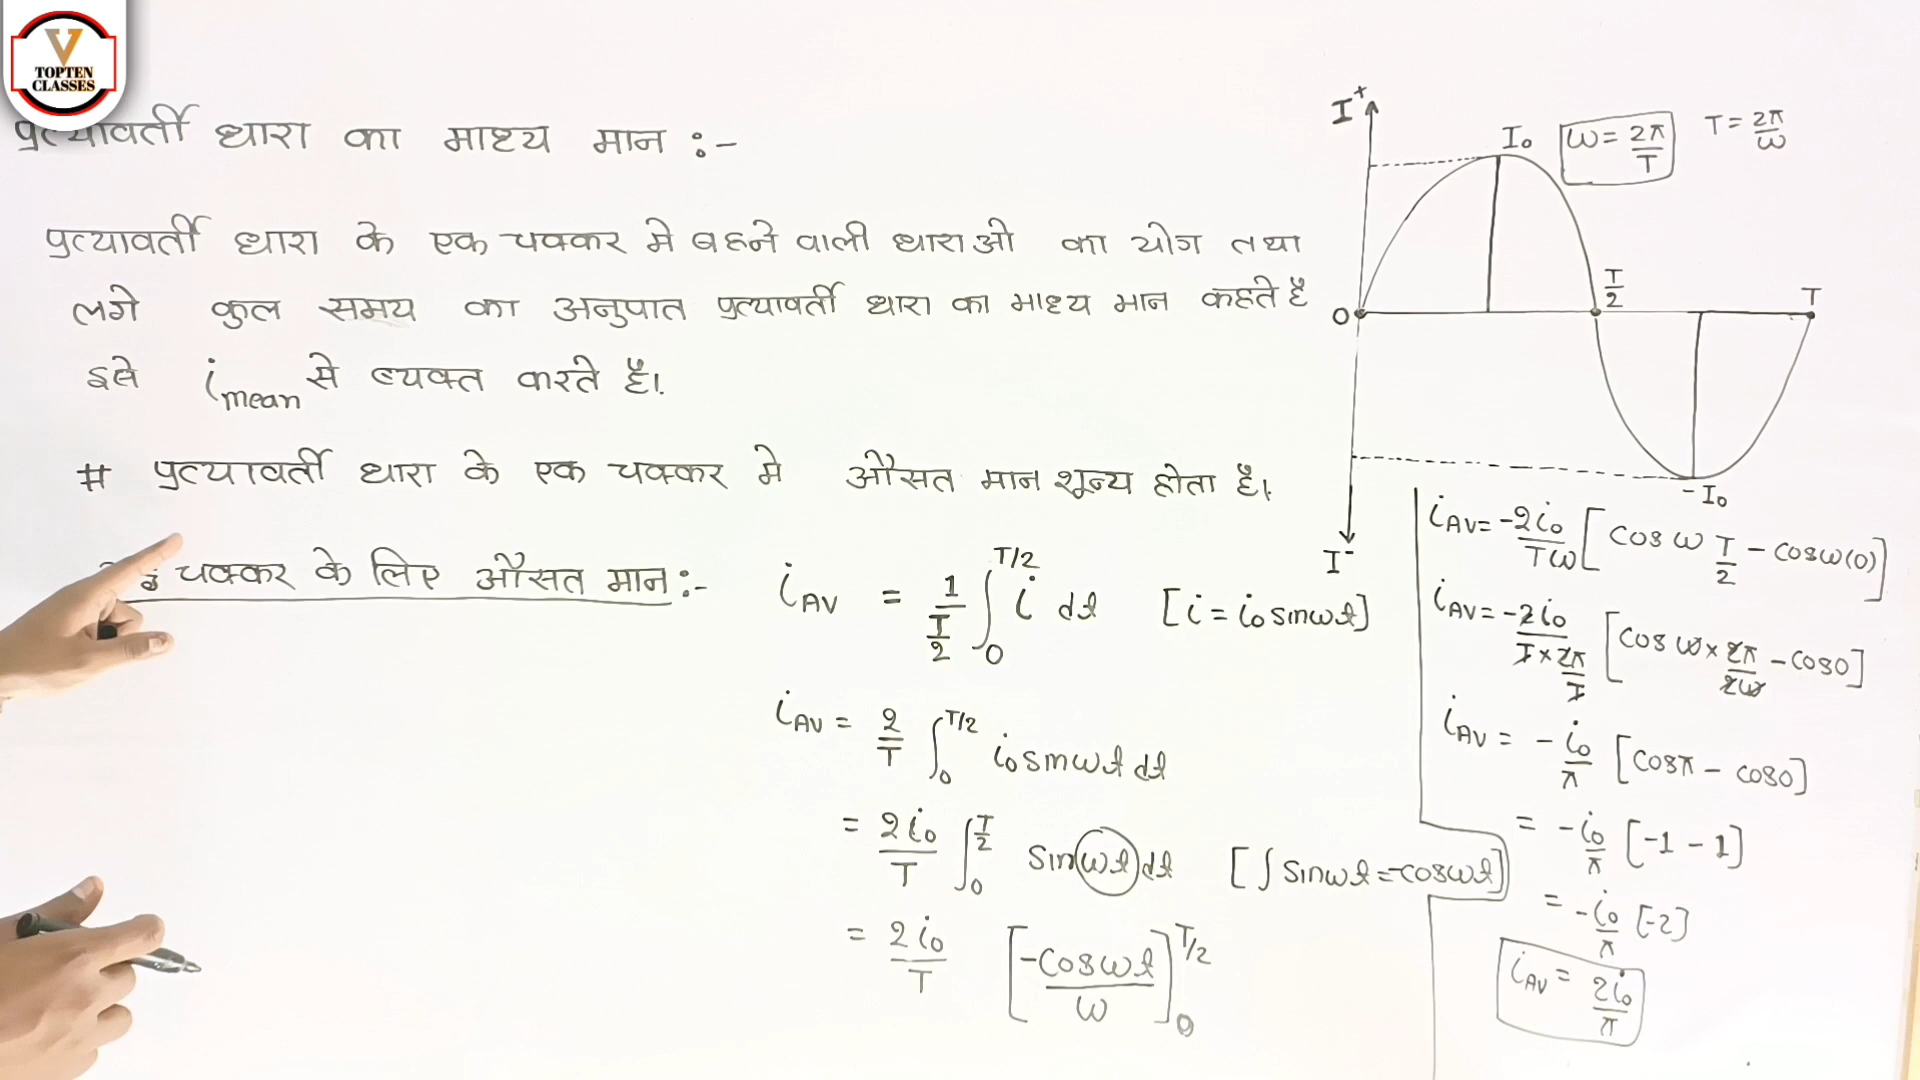 V
TOPTEN
CLASSES
प्रत्यावर्ती धारा का माध्य मान :-
प्रत्यावर्ती धारा के एक चक्कर मे बहने वाली धाराओ का योग तथा
लगे कुल समय का अनुपात प्रत्यावर्ती धारा का माध्य मान कहते है
इसे i_mean से व्यक्त करते है।
# प्रत्यावर्ती धारा के एक चक्कर मे औसत मान शून्य होता है।
चक्कर के लिए औसत मान :-
i_AV = 1/(T/2) ∫_0^{T/2} i dt [i = i₀ sinωt]
i_AV = 2/T ∫_0^{T/2} i₀ sinωt dt
= 2i₀/T ∫_0^{T/2} sin ωt dt [∫ sinωt = -cosωt]
= 2i₀/T [-cosωt/ω]_0^{T/2}
I⁺
I₀
ω = 2π/T
T = 2π/ω
O
T/2
T
-I₀
I⁻
i_AV = -2i₀/Tω [cos ω T/2 - cosω(0)]
i_AV = -2i₀/(T × 2π/T) [cos ω × 2π/2ω - cos0]
i_AV = -i₀/π [cosπ - cos0]
= -i₀/π [-1 - 1]
= -i₀/π [-2]
i_AV = 2i₀/π